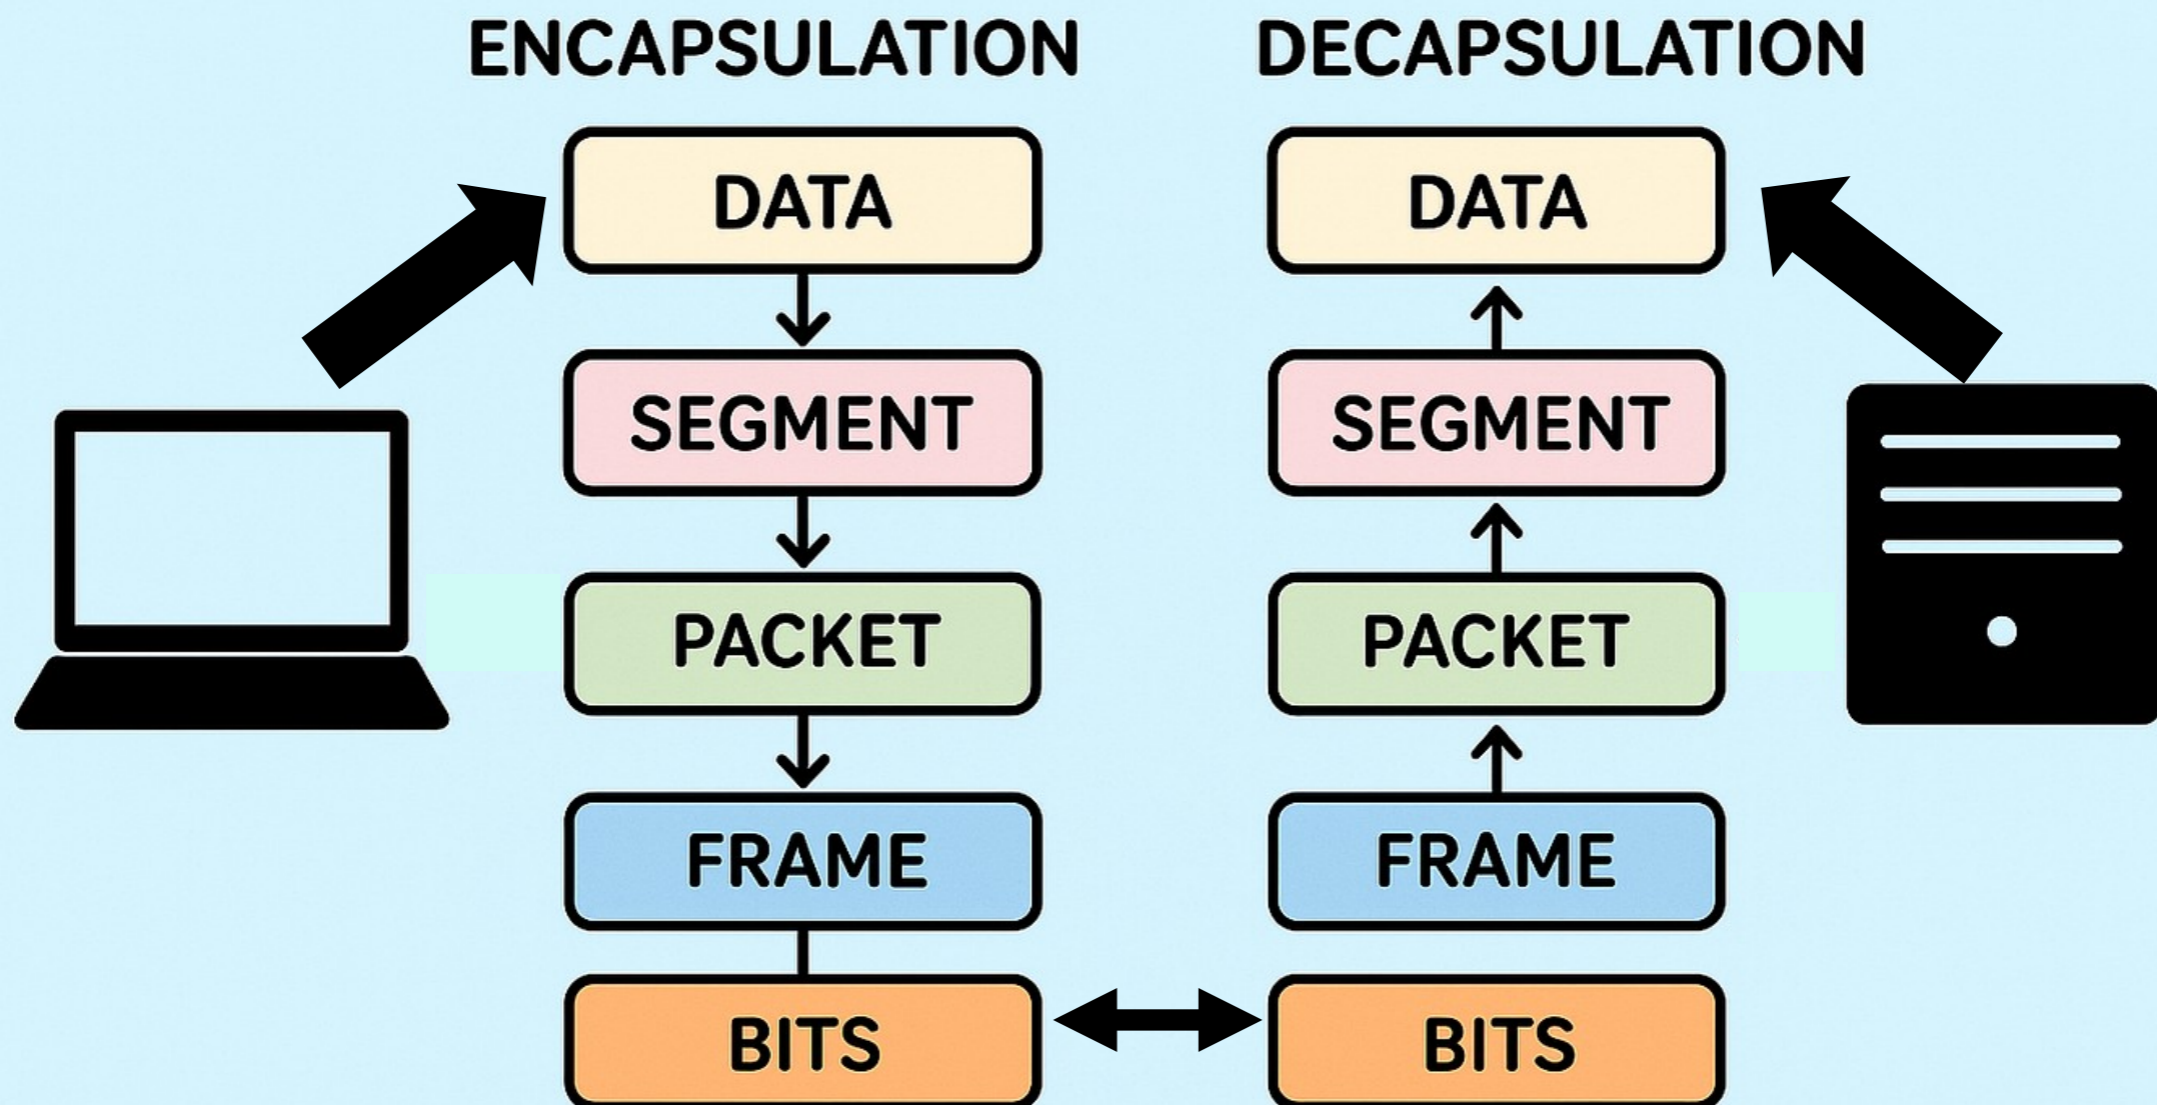 ENCAPSULATION
DATA
SEGMENT
PACKET
FRAME
BITS
DECAPSULATION
DATA
SEGMENT
PACKET
FRAME
BITS